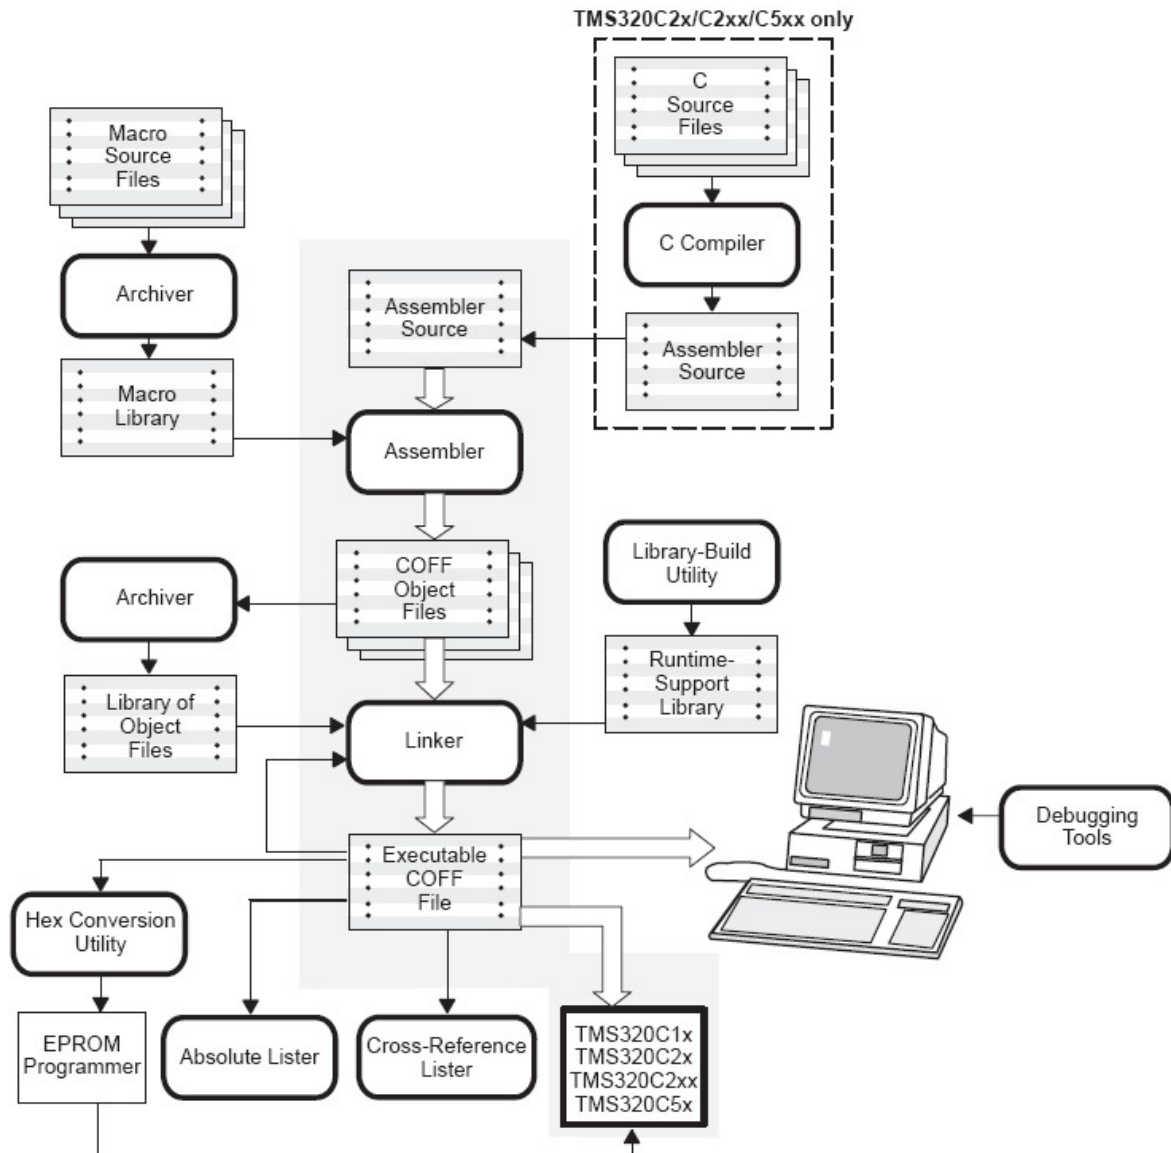 TMS320C2x/C2xx/C5xx only
C
Source
Files
Macro
Source
Files
C Compiler
Archiver
Assembler
Source
Assembler
Source
Macro
Library
Assembler
Library-Build
Utility
COFF
Object
Files
Archiver
Runtime-
Support
Library
Library of
Object
Files
Linker
Debugging
Tools
Executable
COFF
File
Hex Conversion
Utility
EPROM
Programmer
Absolute Lister
Cross-Reference
Lister
TMS320C1x
TMS320C2x
TMS320C2xx
TMS320C5x